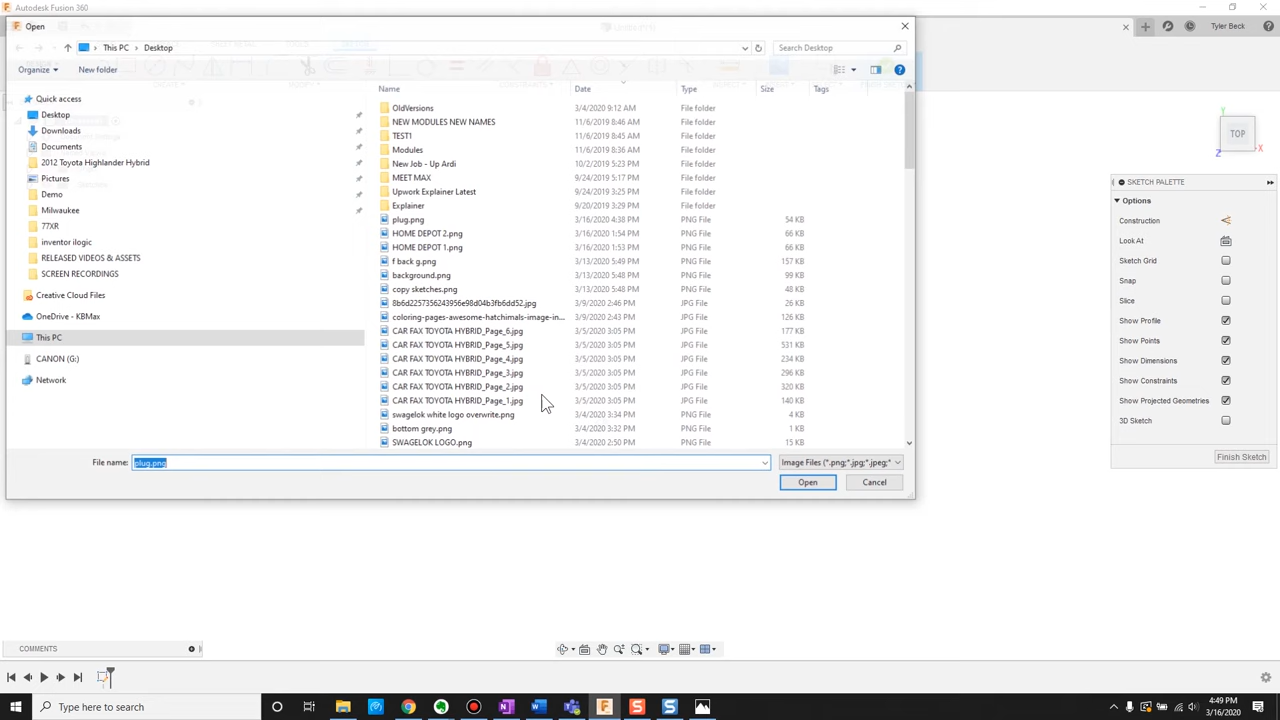 Autodesk Fusion 360
Open
Untitled*
Tyler Beck
This PC > Desktop
Search Desktop
Organize
New folder
Name Date Type Size Tags
Quick access
Desktop
Downloads
Documents
2012 Toyota Highlander Hybrid
Pictures
Demo
Milwaukee
77XR
inventor ilogic
RELEASED VIDEOS & ASSETS
SCREEN RECORDINGS
Creative Cloud Files
OneDrive - KBMax
This PC
CANON (G:)
Network
OldVersions 3/4/2020 9:12 AM File folder
NEW MODULES NEW NAMES 11/6/2019 8:46 AM File folder
TEST1 11/6/2019 8:45 AM File folder
Modules 11/6/2019 8:36 AM File folder
New Job - Up Ardi 10/2/2019 5:23 PM File folder
MEET MAX 9/24/2019 5:17 PM File folder
Upwork Explainer Latest 9/24/2019 3:25 PM File folder
Explainer 9/20/2019 3:29 PM File folder
plug.png 3/16/2020 4:38 PM PNG File 54 KB
HOME DEPOT 2.png 3/16/2020 1:54 PM PNG File 66 KB
HOME DEPOT 1.png 3/16/2020 1:53 PM PNG File 66 KB
f back g.png 3/13/2020 5:49 PM PNG File 157 KB
background.png 3/13/2020 5:48 PM PNG File 99 KB
copy sketches.png 3/13/2020 5:48 PM PNG File 48 KB
8b6d2257356243956e98d04b3fb6dd52.jpg 3/9/2020 2:46 PM JPG File 26 KB
coloring-pages-awesome-hatchimals-image-in... 3/9/2020 2:43 PM JPG File 126 KB
CAR FAX TOYOTA HYBRID_Page_6.jpg 3/5/2020 3:05 PM JPG File 177 KB
CAR FAX TOYOTA HYBRID_Page_5.jpg 3/5/2020 3:05 PM JPG File 531 KB
CAR FAX TOYOTA HYBRID_Page_4.jpg 3/5/2020 3:05 PM JPG File 234 KB
CAR FAX TOYOTA HYBRID_Page_3.jpg 3/5/2020 3:05 PM JPG File 296 KB
CAR FAX TOYOTA HYBRID_Page_2.jpg 3/5/2020 3:05 PM JPG File 320 KB
CAR FAX TOYOTA HYBRID_Page_1.jpg 3/5/2020 3:05 PM JPG File 140 KB
swagelok white logo overwrite.png 3/4/2020 3:34 PM PNG File 4 KB
bottom grey.png 3/4/2020 3:32 PM PNG File 1 KB
SWAGELOK LOGO.png 3/4/2020 2:50 PM PNG File 15 KB
File name: plug.png
Image Files (*.png;*.jpg;*.jpeg;*
Open
Cancel
Y
TOP
Z
X
SKETCH PALETTE
Options
Construction
Look At
Sketch Grid
Snap
Slice
Show Profile
Show Points
Show Dimensions
Show Constraints
Show Projected Geometries
3D Sketch
Finish Sketch
COMMENTS
Type here to search
4:49 PM
3/16/2020